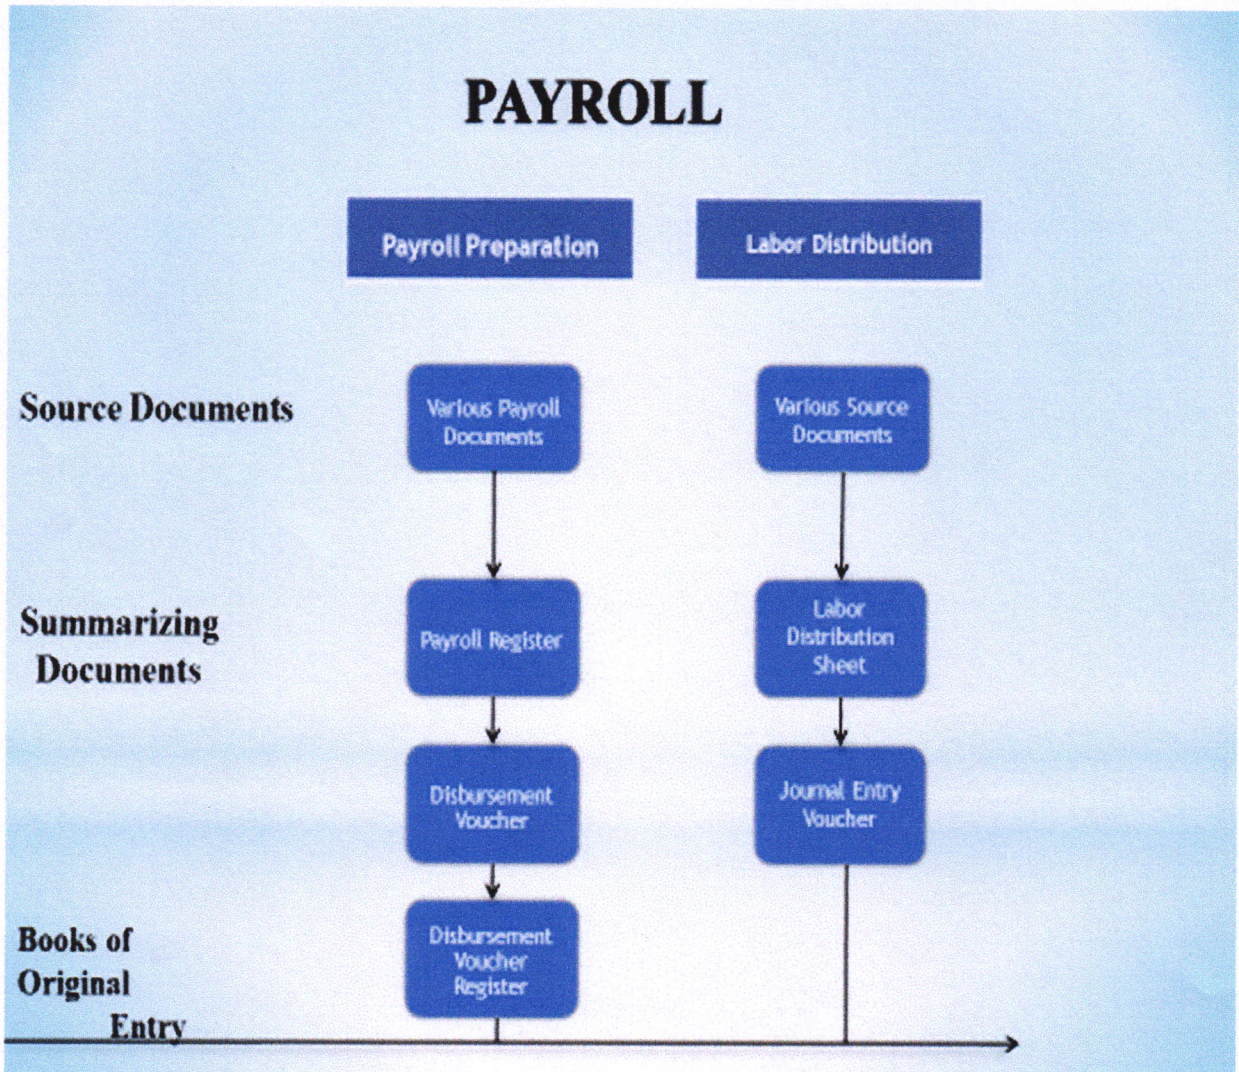 PAYROLL
Payroll Preparation
Labor Distribution
Source Documents
Various Payroll
Documents
Various Source
Documents
Summarizing
Documents
Payroll Register
Labor
Distribution
Sheet
Disbursement
Voucher
Journal Entry
Voucher
Books of
Original
Entry
Disbursement
Voucher
Register